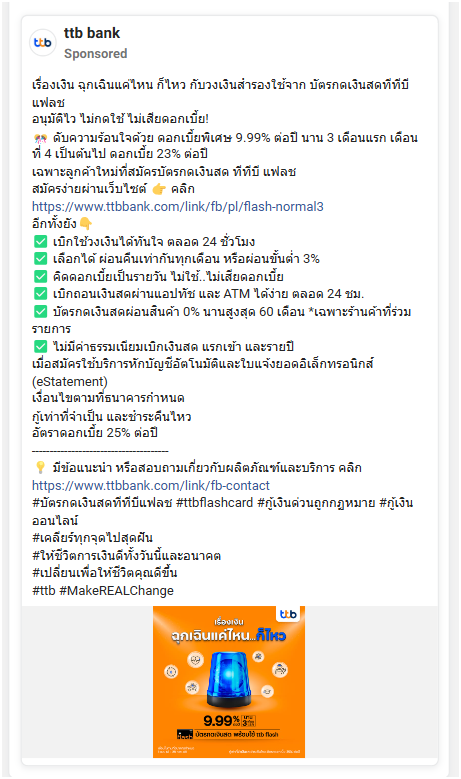 ttb bank
Sponsored
ttb
เรื่องเงิน ฉุกเฉินแค่ไหน ก็ไหว กับวงเงินสำรองใช้จาก บัตรกดเงินสดทีทีบี
แฟลช
อนุมัติไว ไม่กดใช้ ไม่เสียดอกเบี้ย!
🎊 ดับความร้อนใจด้วย ดอกเบี้ยพิเศษ 9.99% ต่อปี นาน 3 เดือนแรก เดือน
ที่ 4 เป็นต้นไป ดอกเบี้ย 23% ต่อปี
เฉพาะลูกค้าใหม่ที่สมัครบัตรกดเงินสด ทีทีบี แฟลช
สมัครง่ายผ่านเว็บไซต์ 👉 คลิก
https://www.ttbbank.com/link/fb/pl/flash-normal3
อีกทั้งยัง👇
✅ เบิกใช้วงเงินได้ทันใจ ตลอด 24 ชั่วโมง
✅ เลือกได้ ผ่อนคืนเท่ากันทุกเดือน หรือผ่อนขั้นต่ำ 3%
✅ คิดดอกเบี้ยเป็นรายวัน ไม่ใช้..ไม่เสียดอกเบี้ย
✅ เบิกถอนเงินสดผ่านแอปทัช และ ATM ได้ง่าย ตลอด 24 ชม.
✅ บัตรกดเงินสดผ่อนสินค้า 0% นานสูงสุด 60 เดือน *เฉพาะร้านค้าที่ร่วม
รายการ
✅ ไม่มีค่าธรรมเนียมเบิกเงินสด แรกเข้า และรายปี
เมื่อสมัครใช้บริการหักบัญชีอัตโนมัติและใบแจ้งยอดอิเล็กทรอนิกส์
(eStatement)
เงื่อนไขตามที่ธนาคารกำหนด
กู้เท่าที่จำเป็น และชำระคืนไหว
อัตราดอกเบี้ย 25% ต่อปี
--------------------------------------
💡 มีข้อแนะนำ หรือสอบถามเกี่ยวกับผลิตภัณฑ์และบริการ คลิก
https://www.ttbbank.com/link/fb-contact
#บัตรกดเงินสดทีทีบีแฟลช #ttbflashcard #กู้เงินด่วนถูกกฎหมาย #กู้เงิน
ออนไลน์
#เคลียร์ทุกจุดไปสุดฝัน
#ให้ชีวิตการเงินดีทั้งวันนี้และอนาคต
#เปลี่ยนเพื่อให้ชีวิตคุณดีขึ้น
#ttb #MakeREALChange
ttb
เรื่องเงิน
ฉุกเฉินแค่ไหน...ก็ไหว
9.99% นาน 3
บัตรกดเงินสด พร้อมใช้ ttb flash